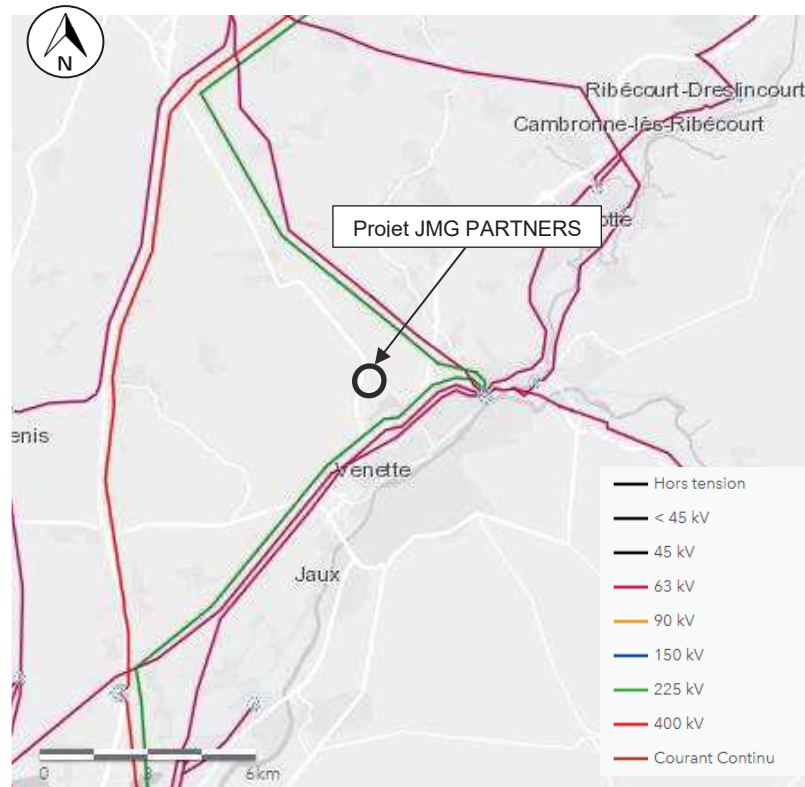 N
Ribécourt-Dreslincourt
Cambronne-lès-Ribécourt
otte
Projet JMG PARTNERS
enis
Venette
Jaux
Hors tension
< 45 kV
45 kV
63 kV
90 kV
150 kV
225 kV
400 kV
Courant Continu
0 3 6km